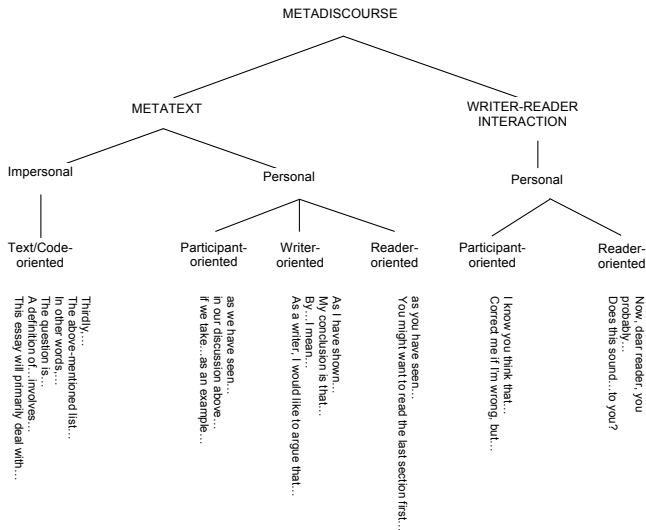 METADISCOURSE
METATEXT
WRITER-READER
INTERACTION
Impersonal
Personal
Personal
Text/Code-
oriented
Participant-
oriented
Writer-
oriented
Reader-
oriented
Participant-
oriented
Reader-
oriented
Thirdly,…
The above-mentioned list…
In other words,…
The question is…
A definition of…involves…
This essay will primarily deal with…
as we have seen…
in our discussion above…
if we take…as an example…
As I have shown…
My conclusion is that…
By…I mean…
As a writer, I would like to argue that…
as you have seen…
You might want to read the last section first…
I know you think that…
Correct me if I'm wrong, but…
Now, dear reader, you
probably…
Does this sound…to you?